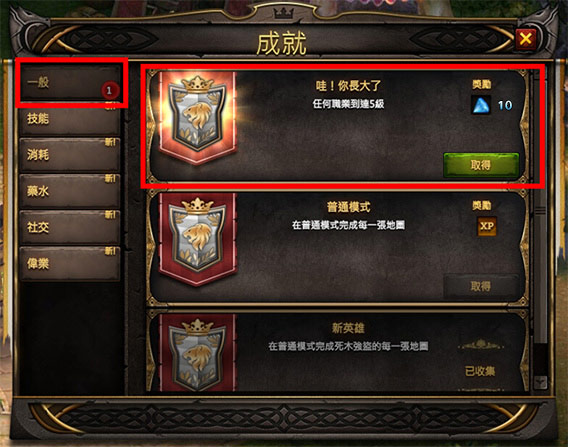 成就
一般
1
技能
新!
消耗
新!
藥水
新!
社交
新!
偉業
新!
哇！你長大了
任何職業到達5級
獎勵
10
取得
普通模式
在普通模式完成每一張地圖
獎勵
XP
取得
新英雄
在普通模式完成死木強盜的每一張地圖
已收集